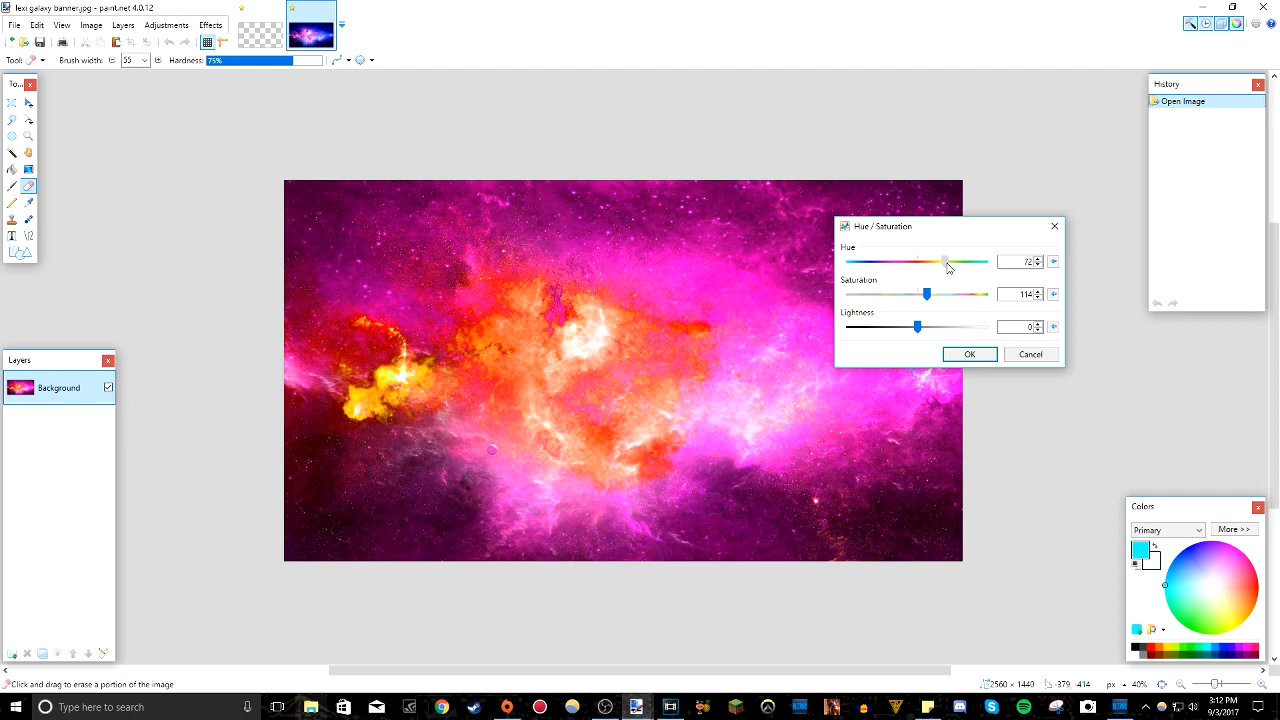 lexi galaxy banner.jpg - paint.net 4.0.12
File Edit View Image Layers Adjustments Effects
Tool Brush width: 55 Hardness: 75%
To...
History
Open Image
Hue / Saturation
Hue
72
Saturation
114
Lightness
0
OK Cancel
Layers
Background
Colors
Primary More >>
Click and drag to erase a portion of the image
2560 x 1440 -379, -414 px 40%
Type here to search
3:12 PM
9/3/2017